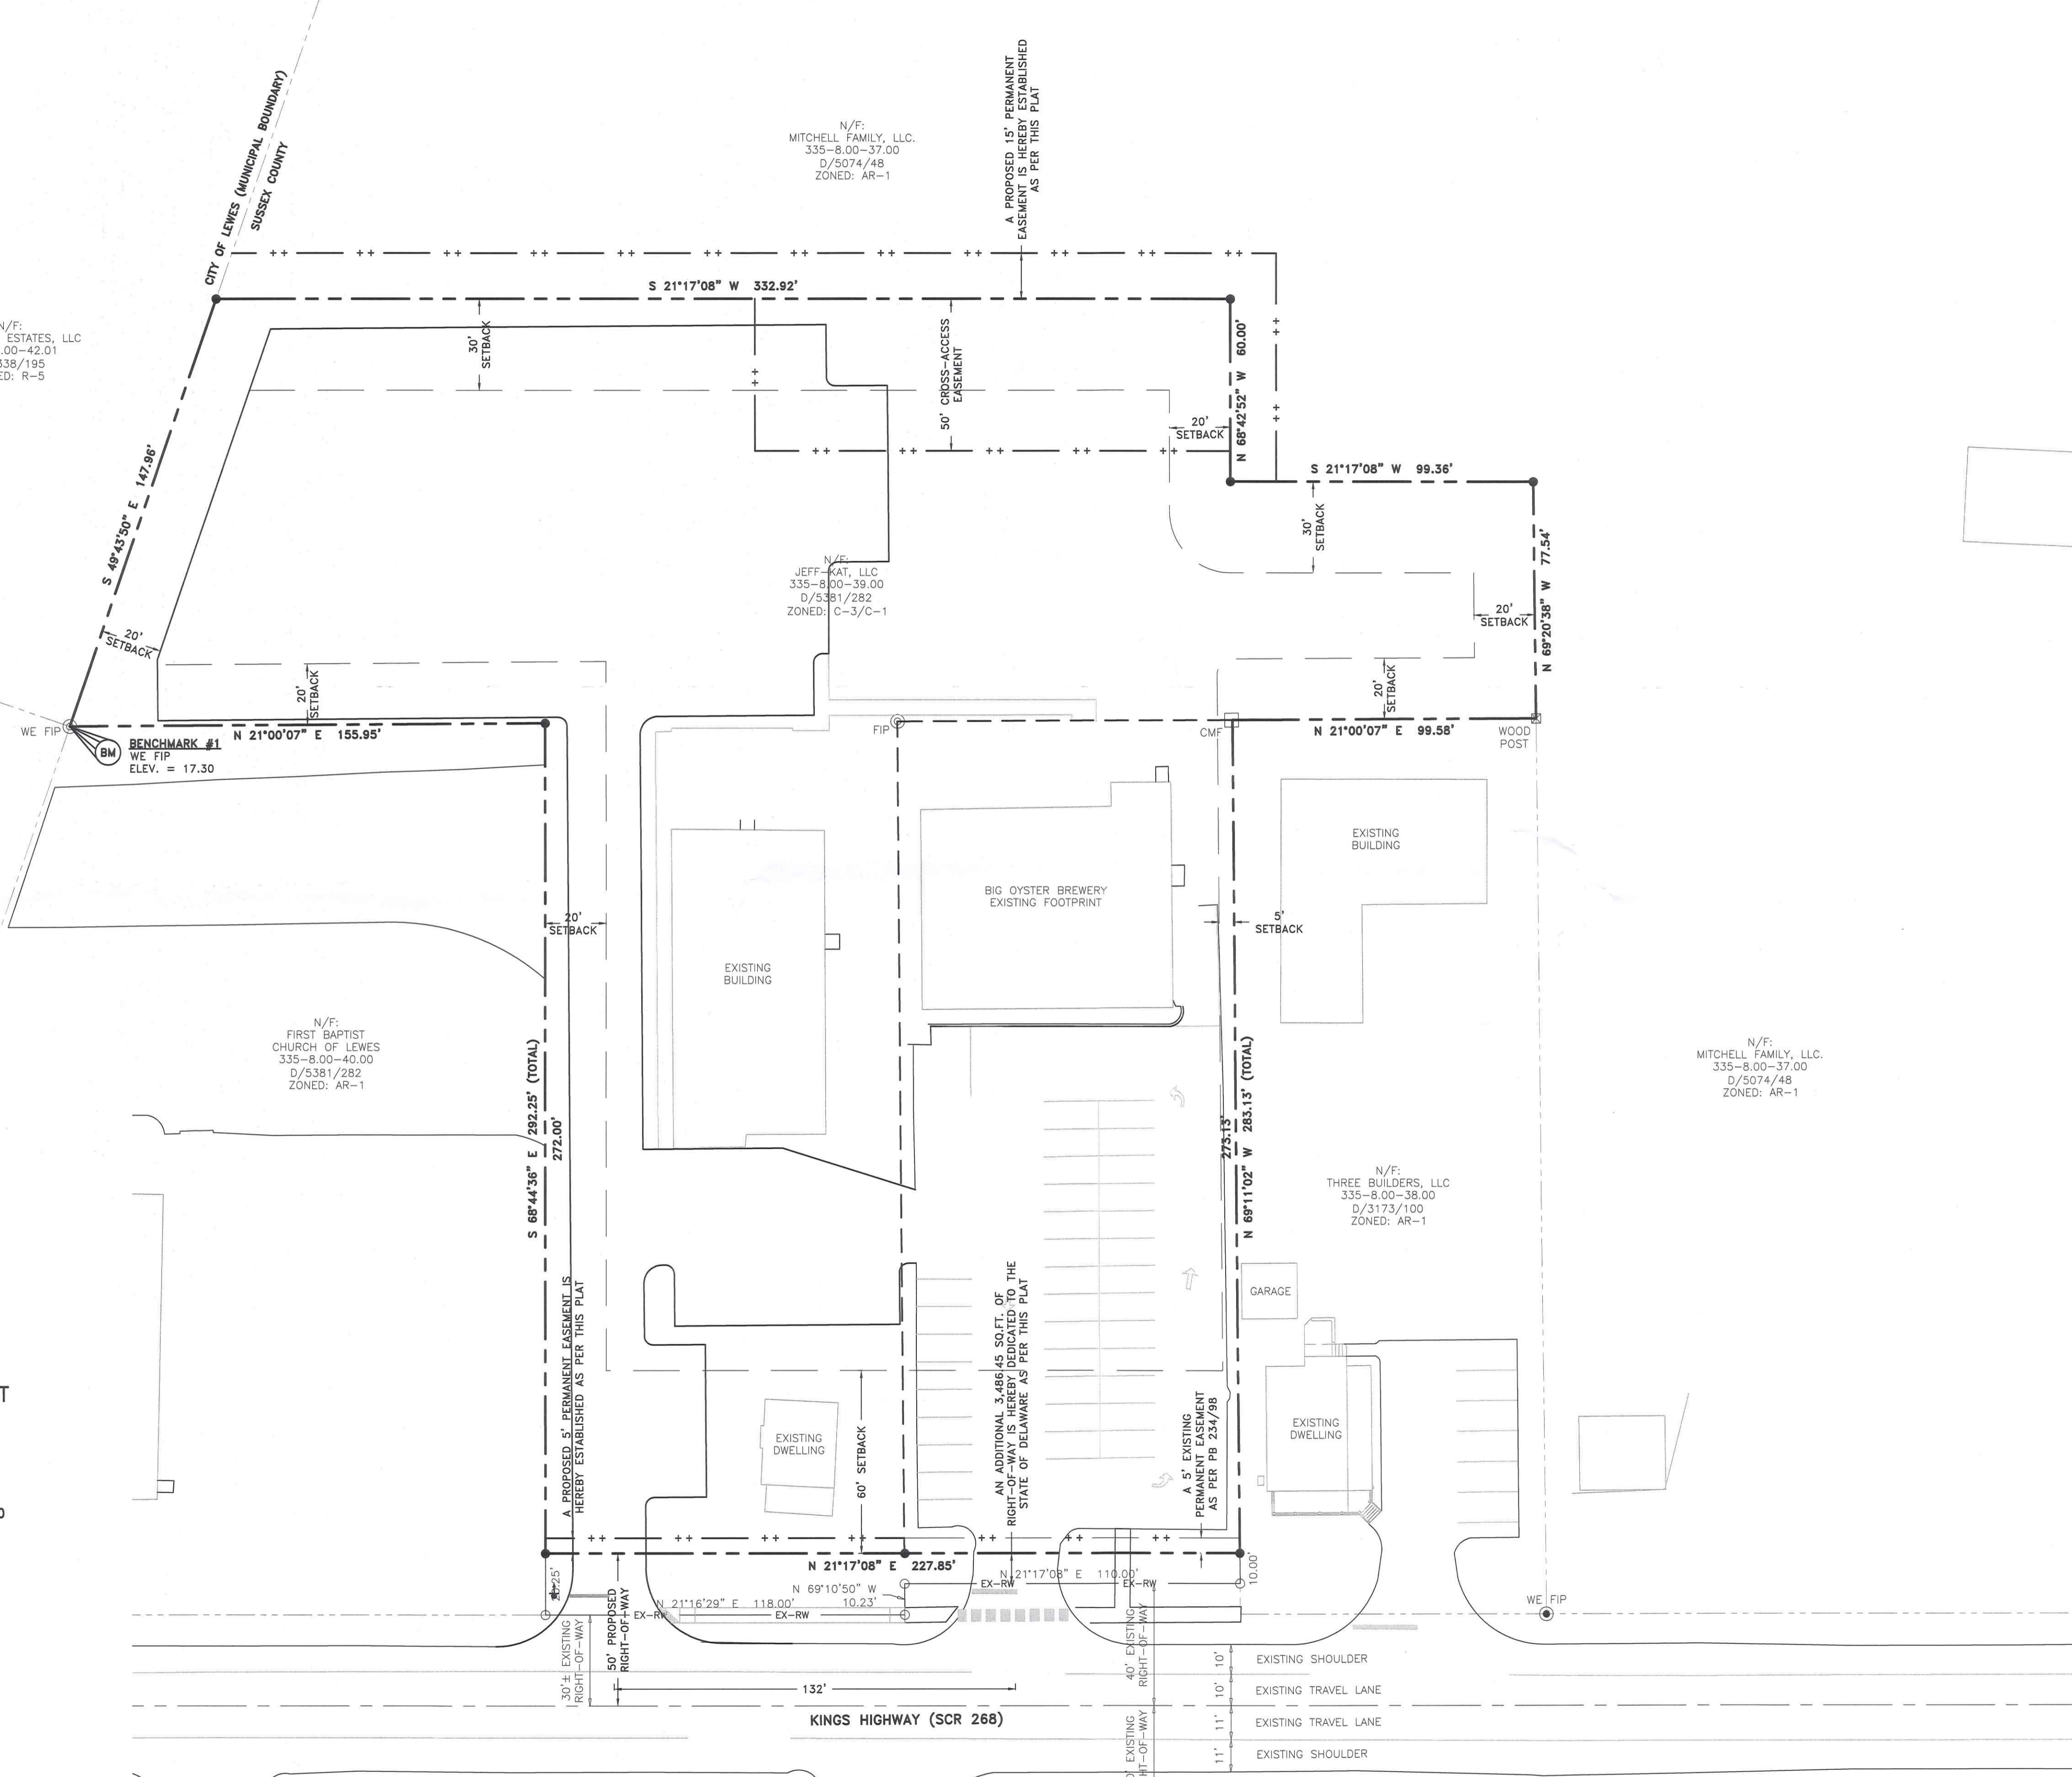 CITY OF LEWES (MUNICIPAL BOUNDARY)
SUSSEX COUNTY
N/F:
MITCHELL FAMILY, LLC.
335-8.00-37.00
D/5074/48
ZONED: AR-1
A PROPOSED 15' PERMANENT
EASEMENT IS HEREBY ESTABLISHED
AS PER THIS PLAT
S 21°17'08" W 332.92'
N/F:
ESTATES, LLC
.00-42.01
338/195
ED: R-5
30'
SETBACK
50' CROSS-ACCESS
EASEMENT
N 68°42'52" W 60.00'
20'
SETBACK
S 21°17'08" W 99.36'
30'
SETBACK
S 49°43'50" E 147.96'
N/F:
JEFF-KAT, LLC
335-8.00-39.00
D/5381/282
ZONED: C-3/C-1
N 69°20'38" W 77.54'
20'
SETBACK
20'
SETBACK
20'
SETBACK
20'
SETBACK
WE FIP
BM
BENCHMARK #1
WE FIP
ELEV. = 17.30
N 21°00'07" E 155.95'
FIP
CMF
N 21°00'07" E 99.58'
WOOD
POST
EXISTING
BUILDING
BIG OYSTER BREWERY
EXISTING FOOTPRINT
20'
SETBACK
5'
SETBACK
EXISTING
BUILDING
N/F:
FIRST BAPTIST
CHURCH OF LEWES
335-8.00-40.00
D/5381/282
ZONED: AR-1
S 68°44'36" E 292.25' (TOTAL)
272.00'
273.13'
N 69°11'02" W 283.13' (TOTAL)
N/F:
MITCHELL FAMILY, LLC.
335-8.00-37.00
D/5074/48
ZONED: AR-1
N/F:
THREE BUILDERS, LLC
335-8.00-38.00
D/3173/100
ZONED: AR-1
GARAGE
A PROPOSED 5' PERMANENT EASEMENT IS
HEREBY ESTABLISHED AS PER THIS PLAT
AN ADDITIONAL 3,486.45 SQ.FT. OF
RIGHT-OF-WAY IS HEREBY DEDICATED TO THE
STATE OF DELAWARE AS PER THIS PLAT
EXISTING
DWELLING
60' SETBACK
A 5' EXISTING
PERMANENT EASEMENT
AS PER PB 234/98
EXISTING
DWELLING
T
N 21°17'08" E 227.85'
N 21°17'08" E 110.00'
EX-RW
EX-RW
10.00'
N 69°10'50" W
10.23'
N 21°16'29" E 118.00'
EX-RW
EX-RW
WE FIP
30'± EXISTING
RIGHT-OF-WAY
50' PROPOSED
RIGHT-OF-WAY
40' EXISTING
RIGHT-OF-WAY
132'
10'
EXISTING SHOULDER
10'
EXISTING TRAVEL LANE
KINGS HIGHWAY (SCR 268)
11'
EXISTING TRAVEL LANE
11'
EXISTING SHOULDER
EXISTING
HT-OF-WAY